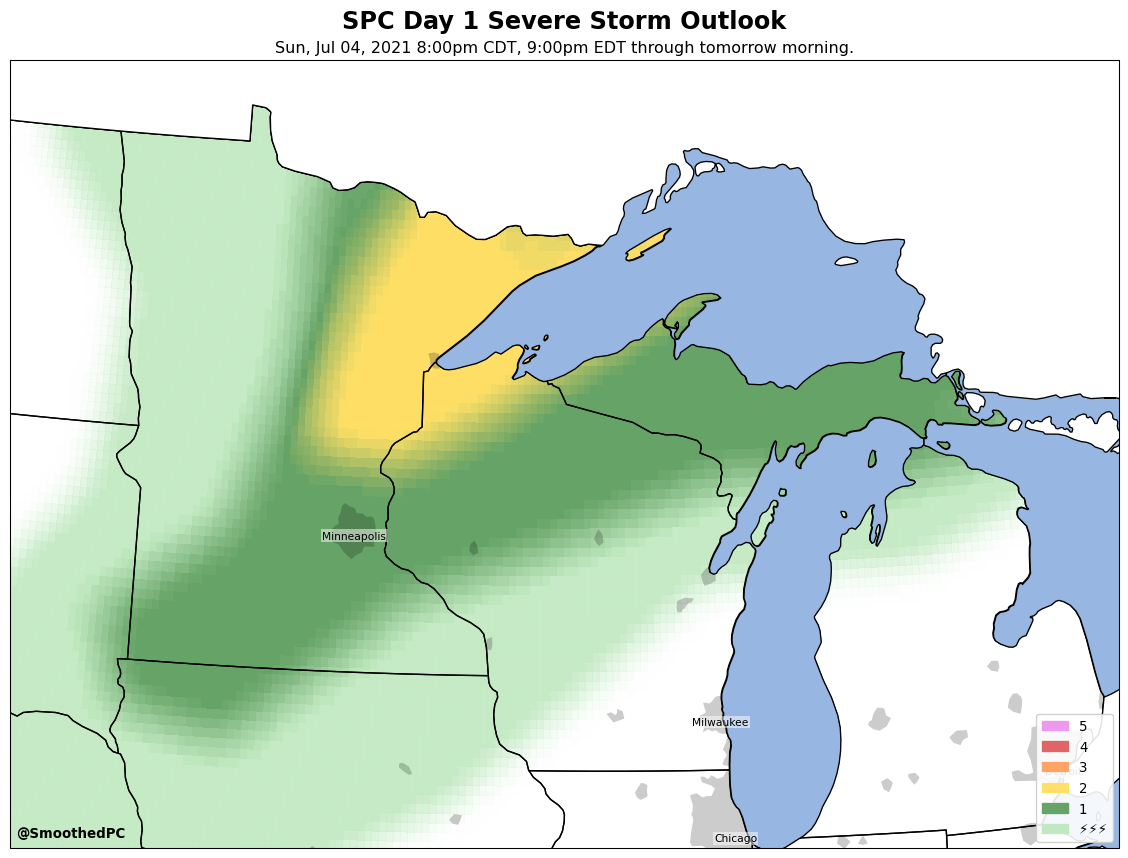 SPC Day 1 Severe Storm Outlook
Sun, Jul 04, 2021 8:00pm CDT, 9:00pm EDT through tomorrow morning.
Minneapolis
Milwaukee
Chicago
5
4
3
2
1
⚡⚡⚡
@SmoothedPC